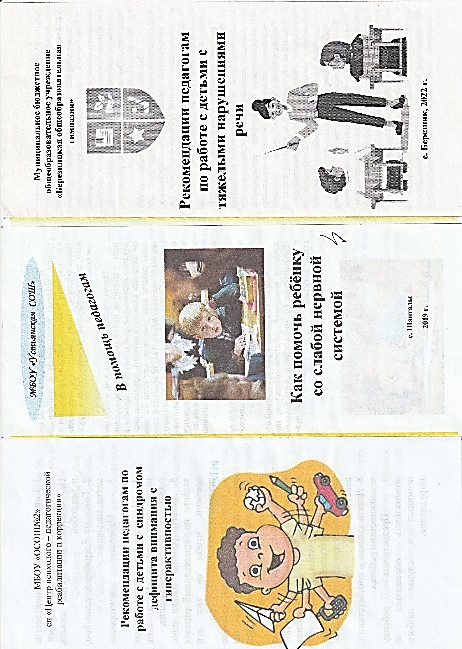 Муниципальное бюджетное
общеобразовательное учреждение
«Березницкая общеобразовательная
гимназия»
Рекомендации педагогам
по работе с детьми с
тяжелыми нарушениями
речи
с. Березник, 2022 г.
МБОУ «Устьянская СОШ»
В помощь педагогам
Как помочь ребёнку
со слабой нервной
системой
с. Шангалы
2019 г.
МБОУ «ОСОШ№2»
сп «Центр психолого – педагогической
реабилитации и коррекции»
Рекомендации педагогам по
работе с детьми с синдромом
дефицита внимания с
гиперактивностью